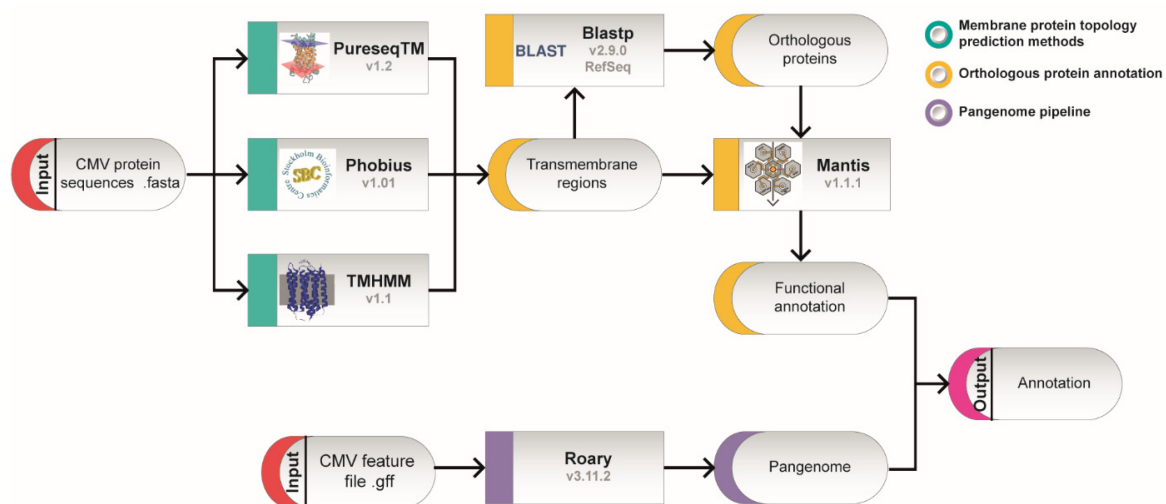 PureseqTM
v1.2
BLAST
Blastp
v2.9.0
RefSeq
Orthologous
proteins
Membrane protein topology
prediction methods
Orthologous protein annotation
Pangenome pipeline
Input
CMV protein
sequences .fasta
Stockholm Bioinformatics Centre
SBC
Phobius
v1.01
Transmembrane
regions
Mantis
v1.1.1
TMHMM
v1.1
Functional
annotation
Output
Annotation
Input
CMV feature
file .gff
Roary
v3.11.2
Pangenome